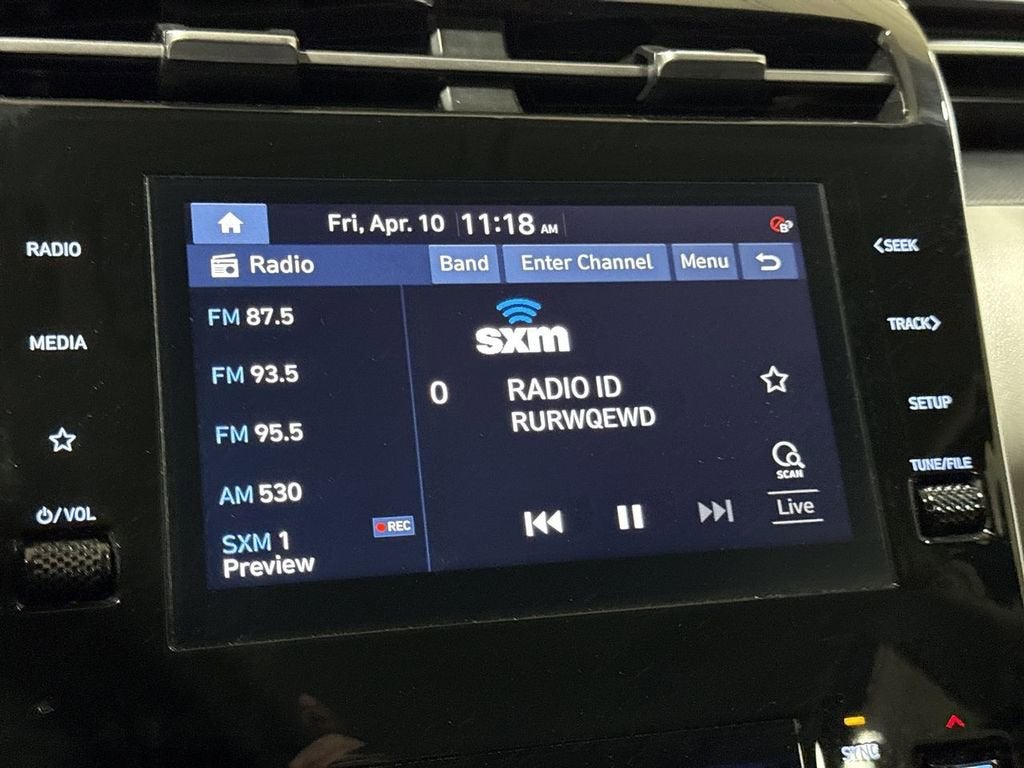 Fri, Apr. 10 11:18 AM
Radio Band Enter Channel Menu
RADIO
MEDIA
/VOL
FM 87.5
FM 93.5
FM 95.5
AM 530
SXM 1
Preview
REC
sxm
0 RADIO ID
RURWQEWD
SCAN
Live
<SEEK
TRACK>
SETUP
TUNE/FILE
SYNC